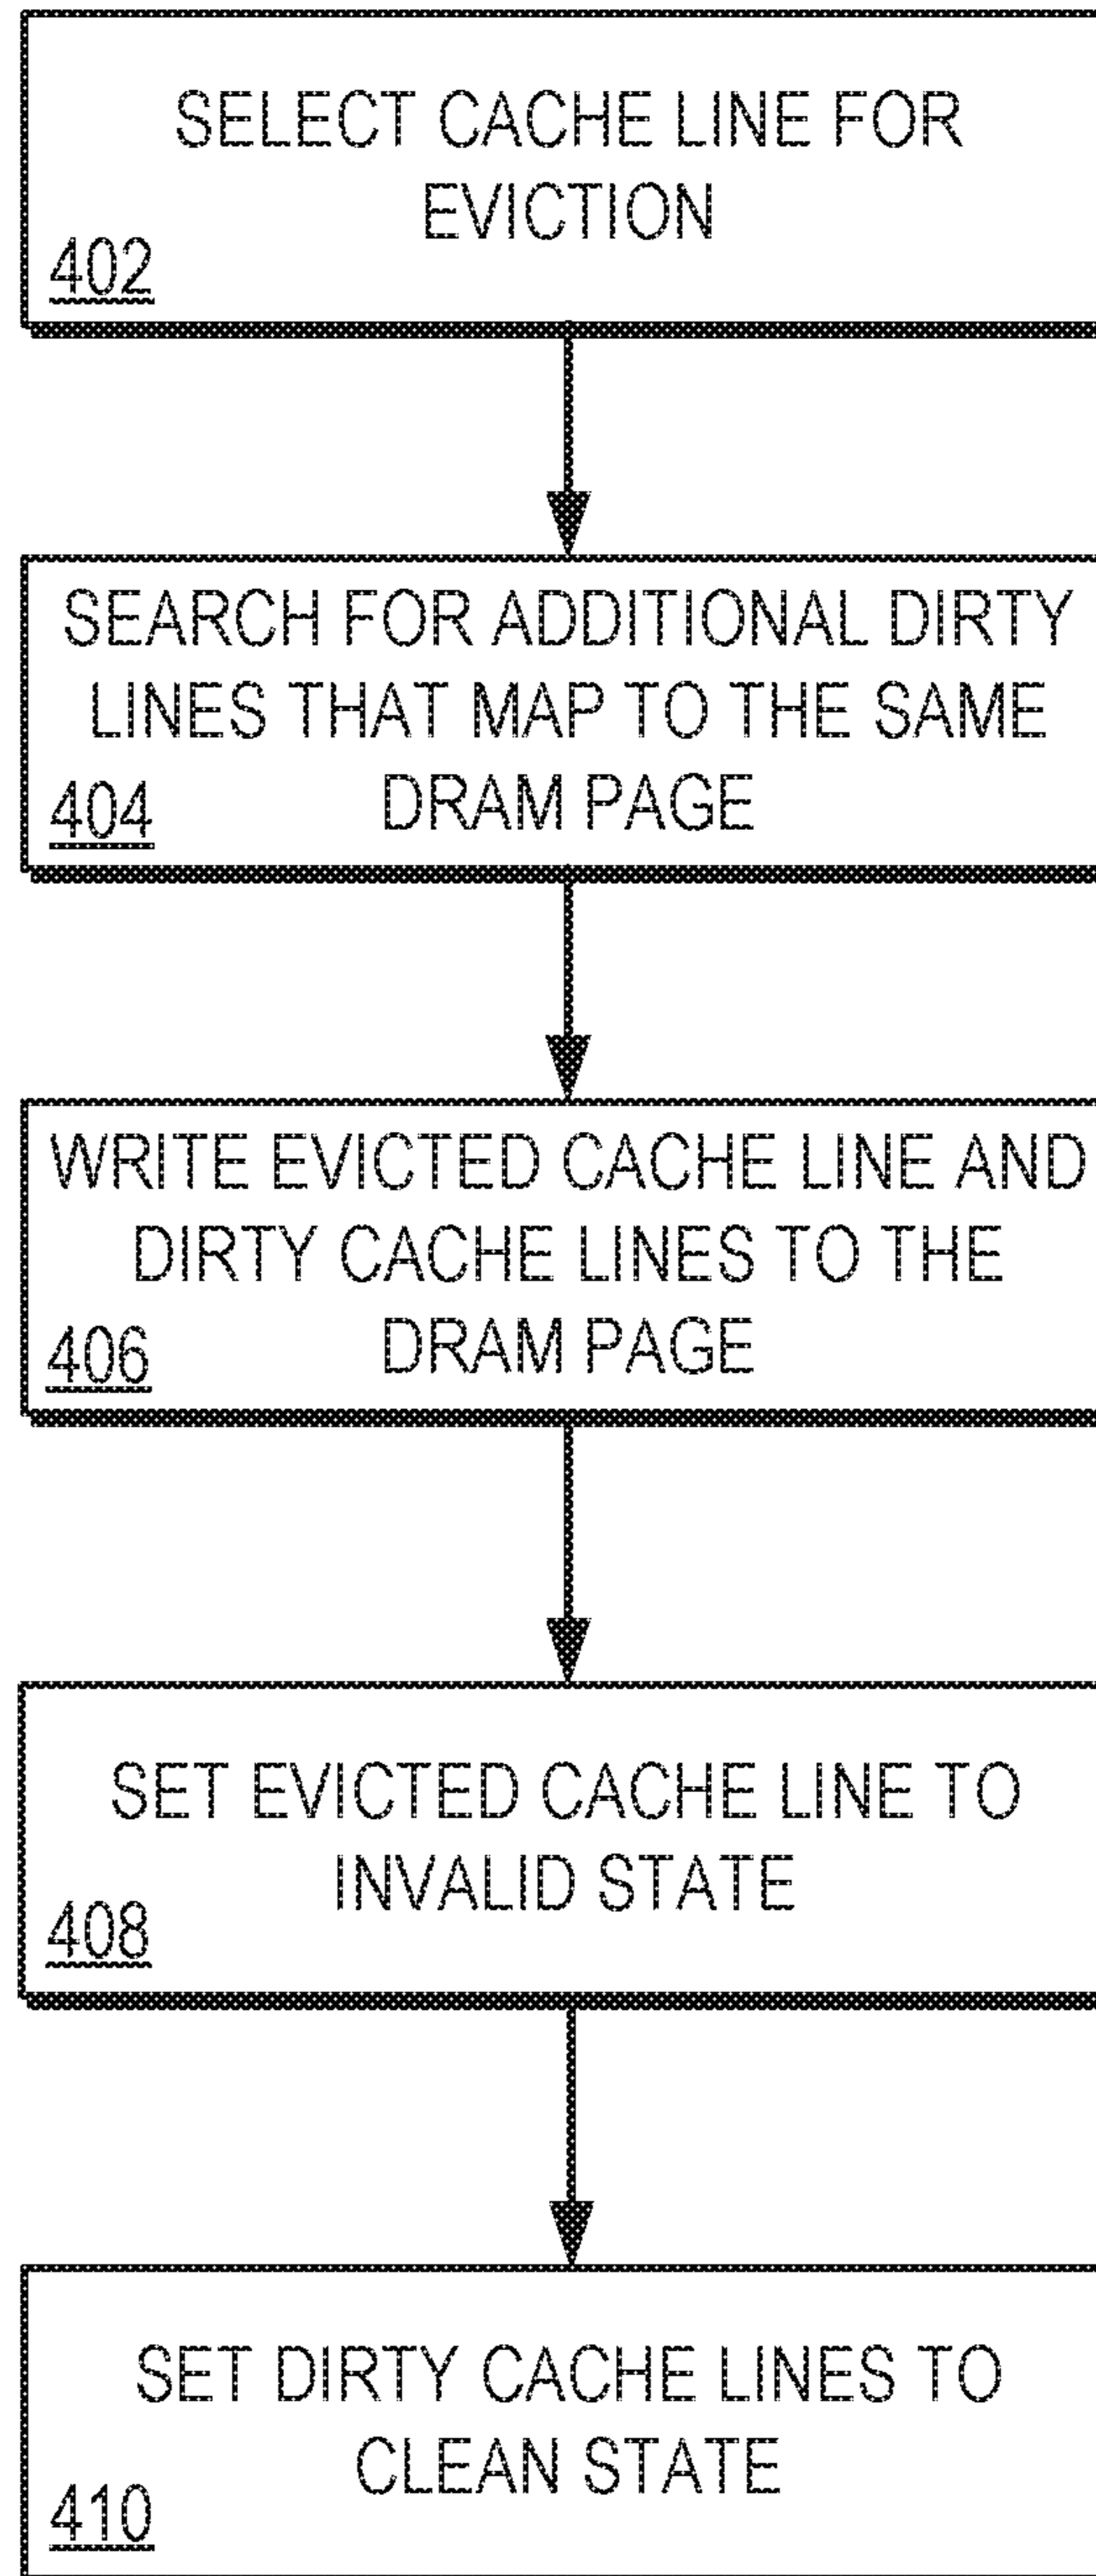 SELECT CACHE LINE FOR
EVICTION
402
SEARCH FOR ADDITIONAL DIRTY
LINES THAT MAP TO THE SAME
DRAM PAGE
404
WRITE EVICTED CACHE LINE AND
DIRTY CACHE LINES TO THE
DRAM PAGE
406
SET EVICTED CACHE LINE TO
INVALID STATE
408
SET DIRTY CACHE LINES TO
CLEAN STATE
410